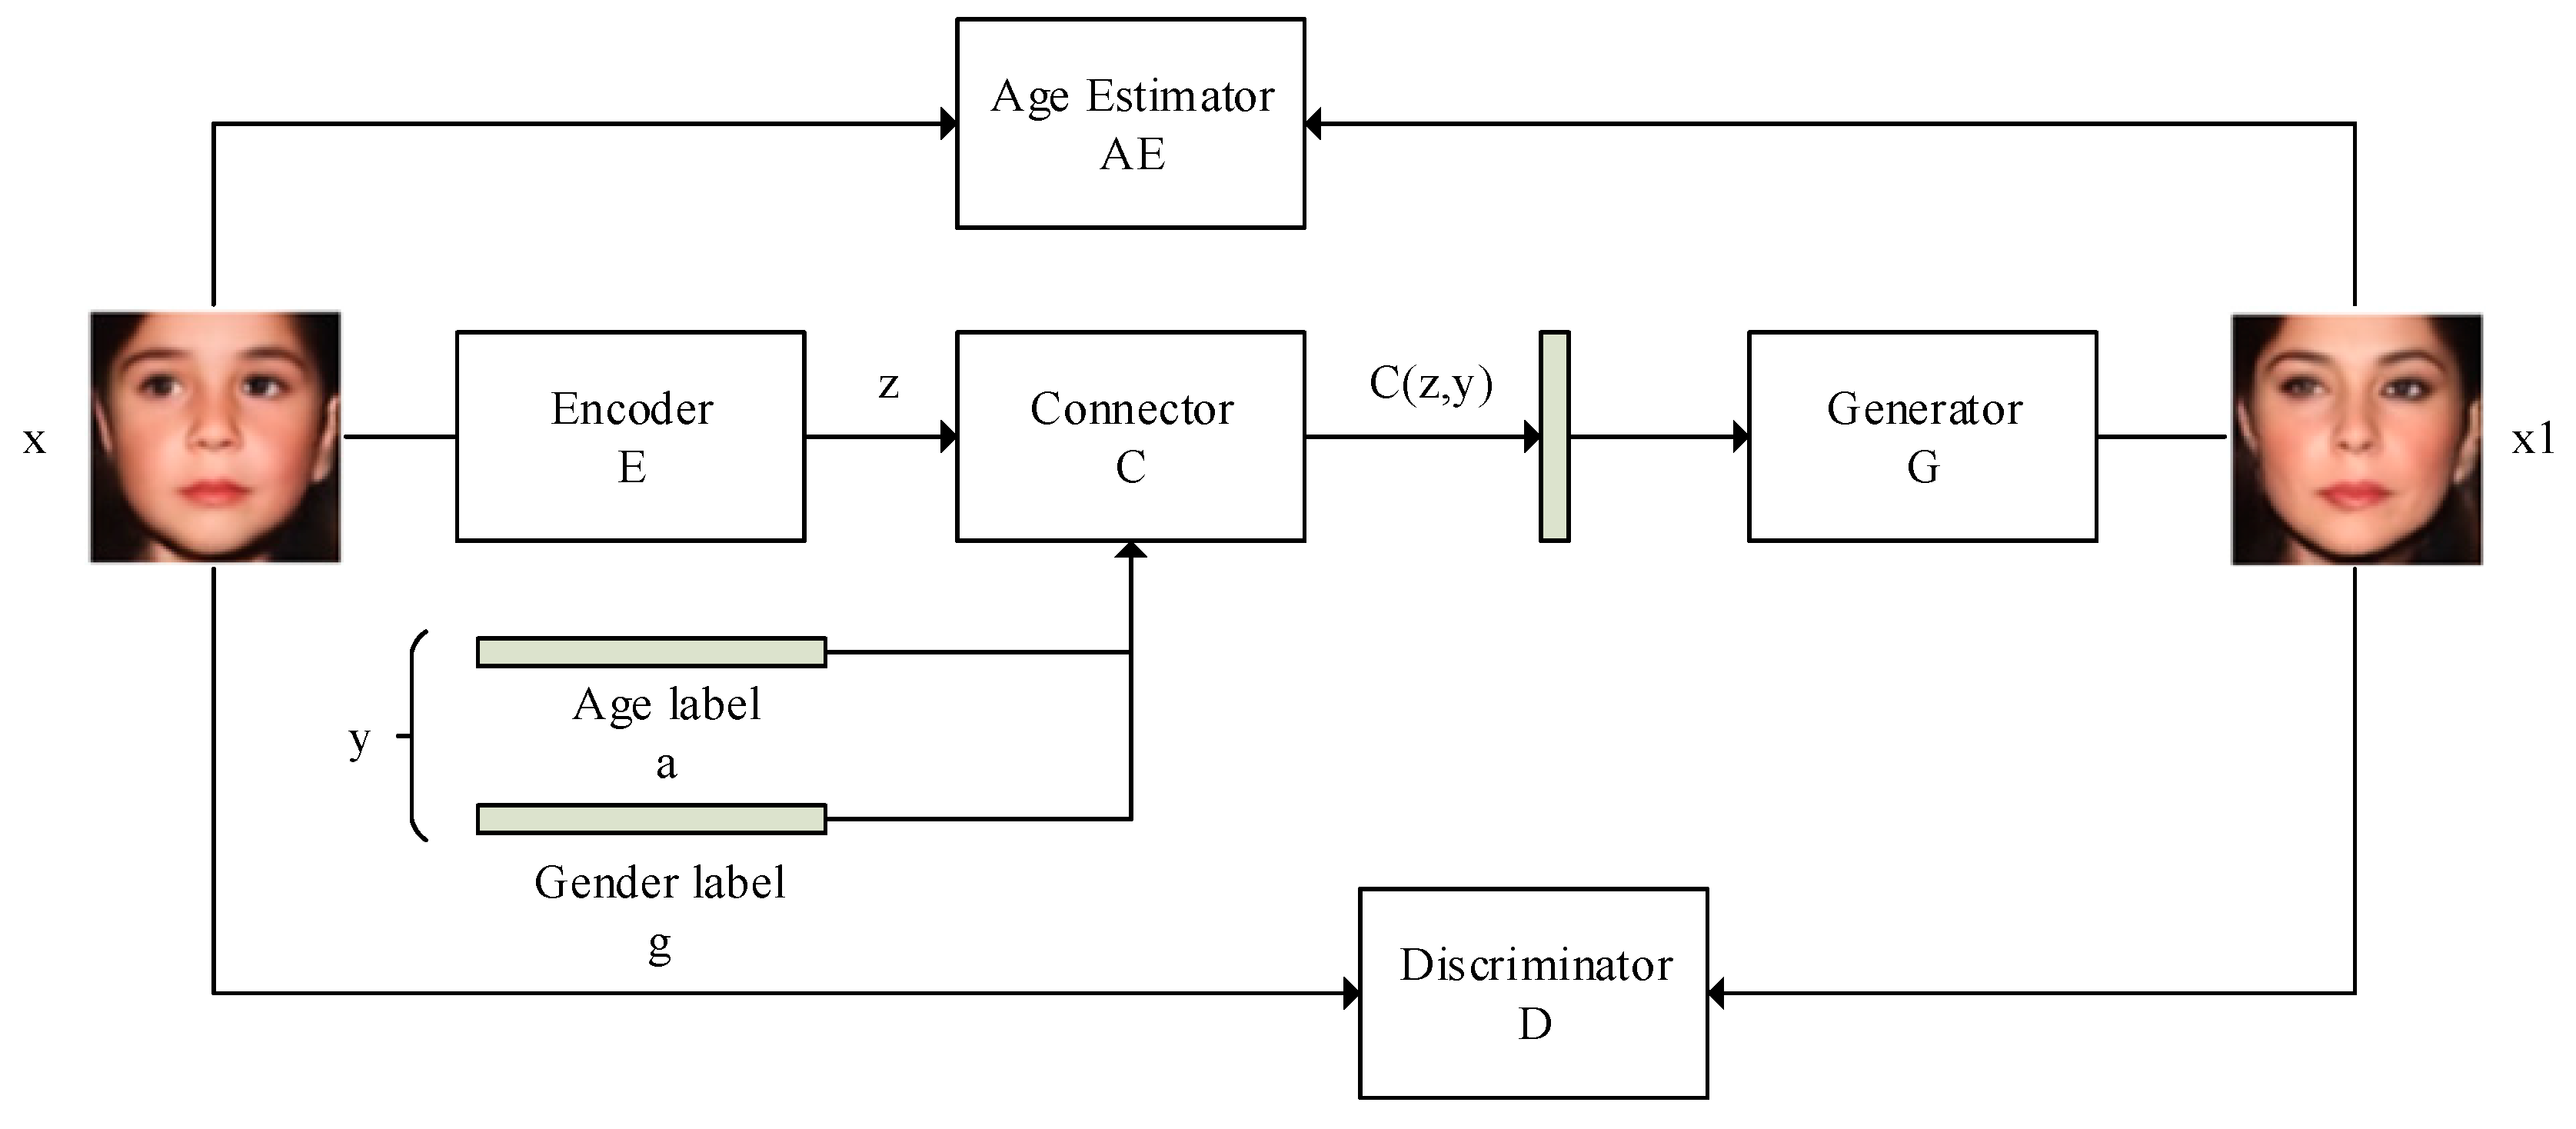 Age Estimator
AE
x
Encoder
E
z
Connector
C
C(z,y)
Generator
G
x1
y
Age label
a
Gender label
g
Discriminator
D